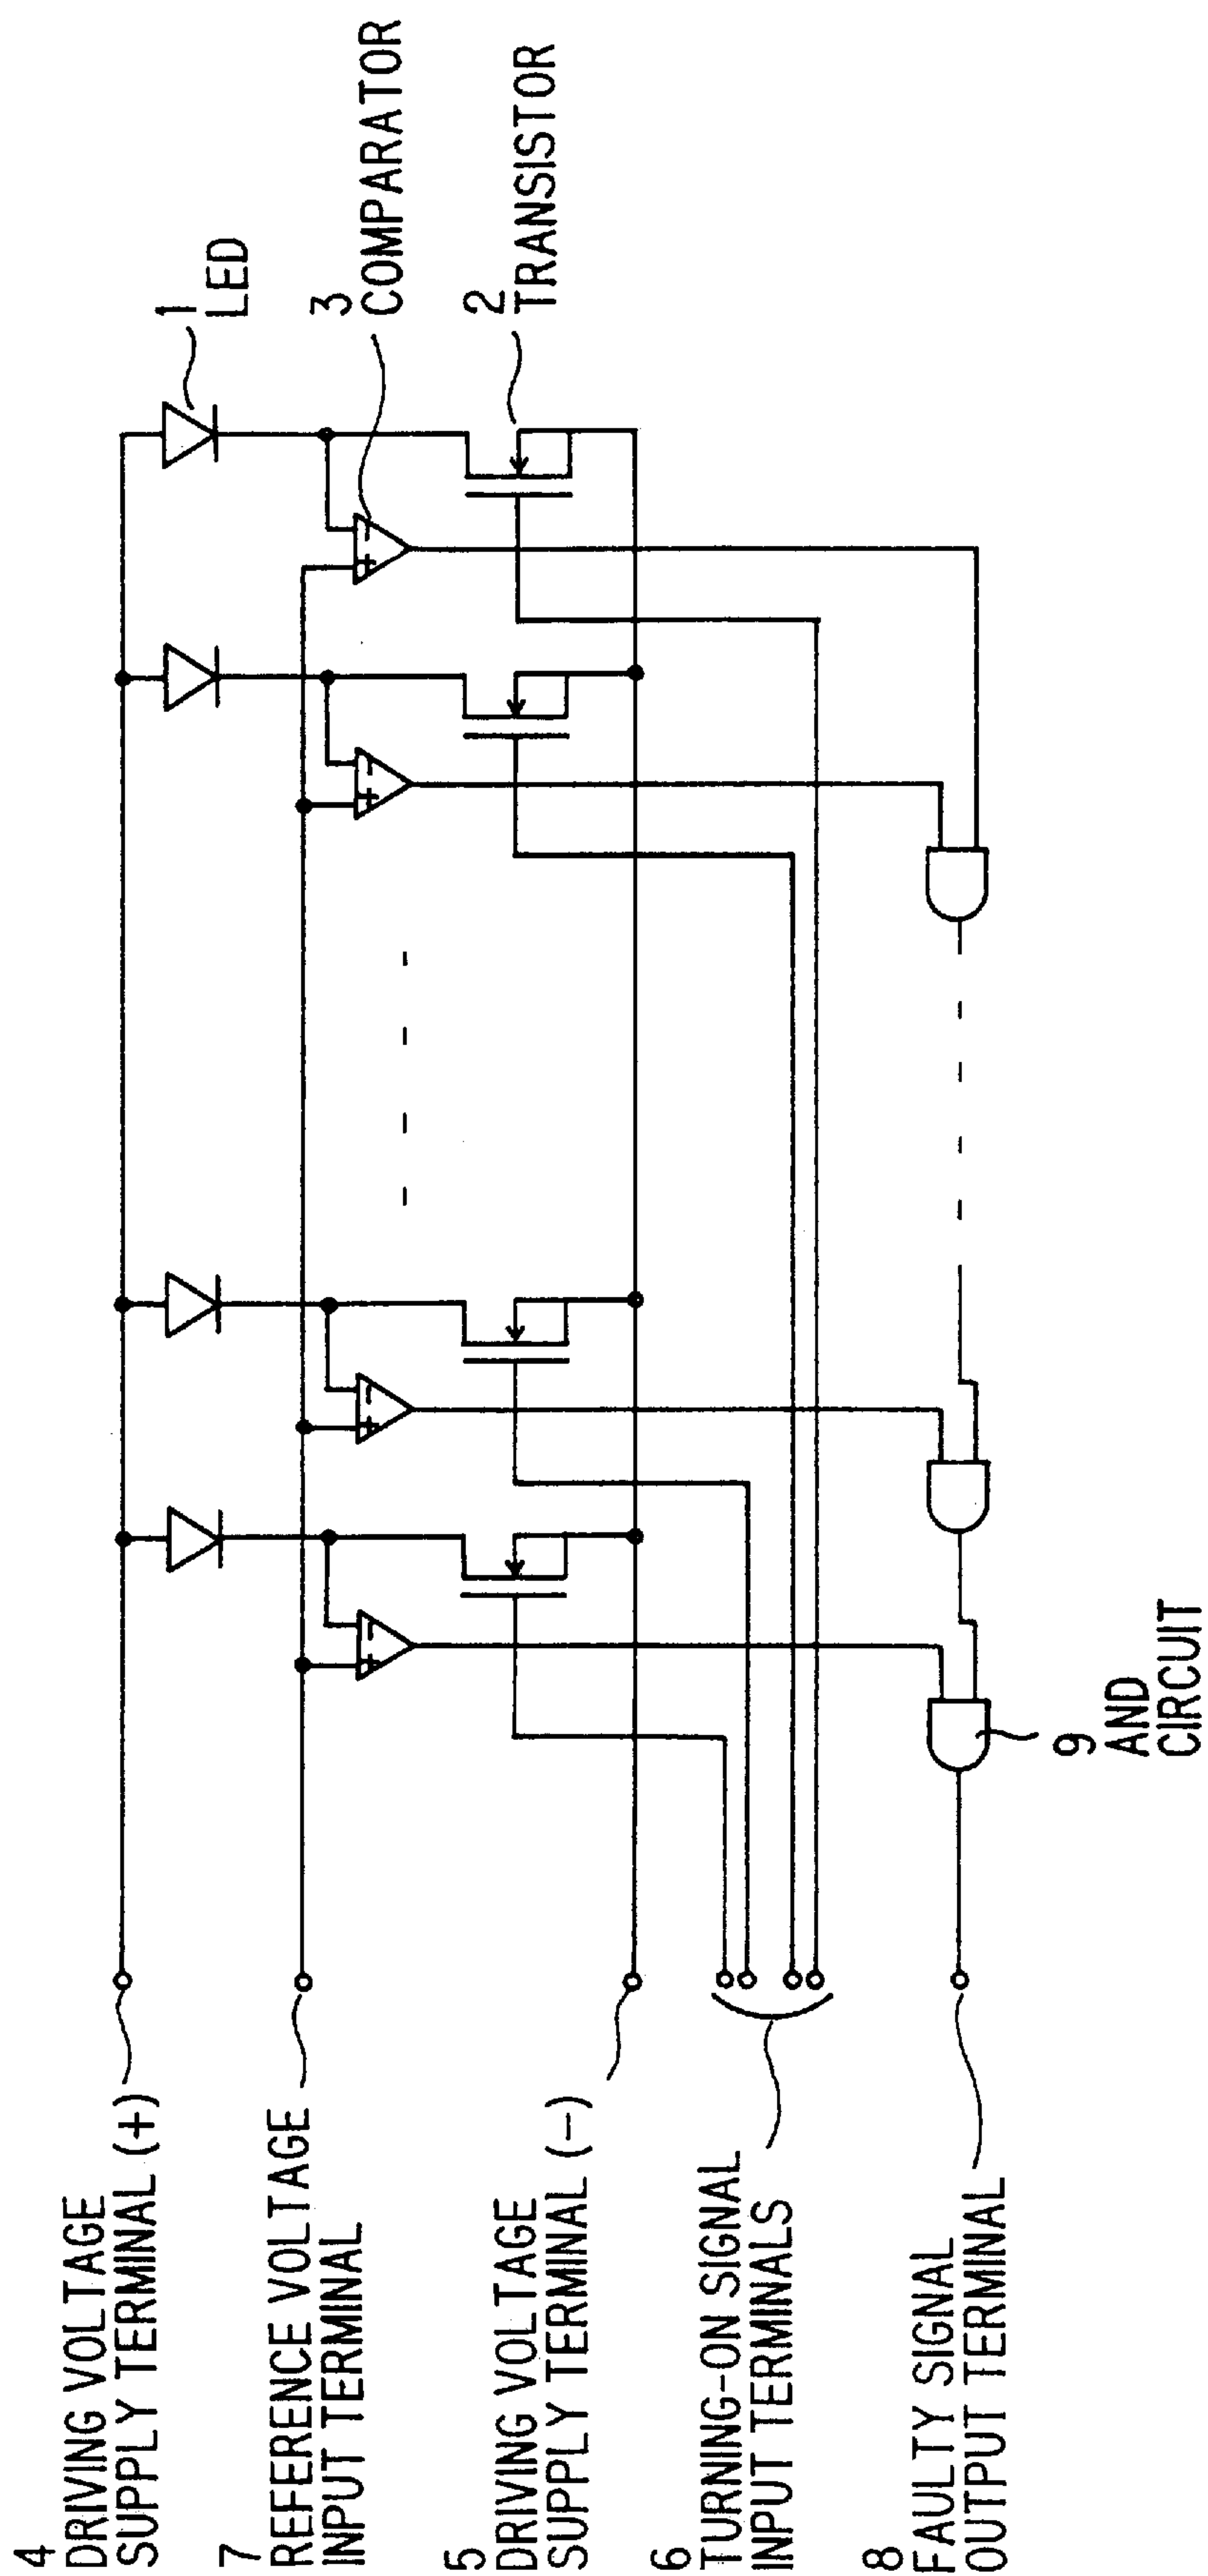 4
DRIVING VOLTAGE
SUPPLY TERMINAL (+)
7
REFERENCE VOLTAGE
INPUT TERMINAL
5
DRIVING VOLTAGE
SUPPLY TERMINAL (−)
6
TURNING-ON SIGNAL
INPUT TERMINALS
8
FAULTY SIGNAL
OUTPUT TERMINAL
9
AND
CIRCUIT
1
LED
3
COMPARATOR
2
TRANSISTOR
+ −
+ −
+ −
+ −